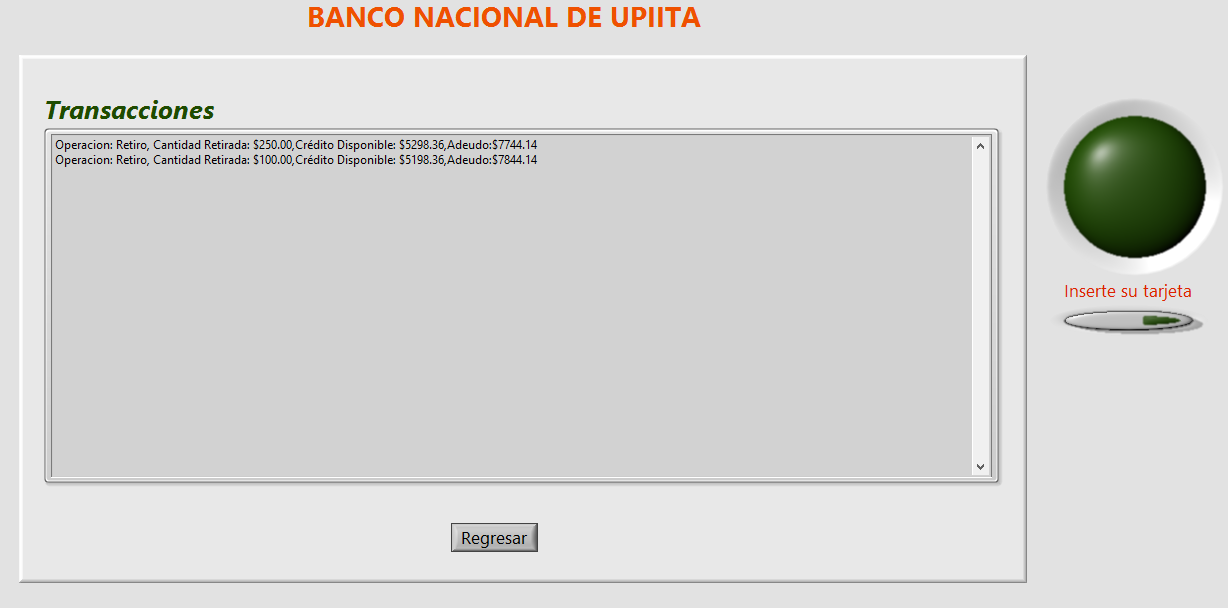 BANCO NACIONAL DE UPIITA
Transacciones
Operacion: Retiro, Cantidad Retirada: $250.00,Crédito Disponible: $5298.36,Adeudo:$7744.14
Operacion: Retiro, Cantidad Retirada: $100.00,Crédito Disponible: $5198.36,Adeudo:$7844.14
Inserte su tarjeta
Regresar